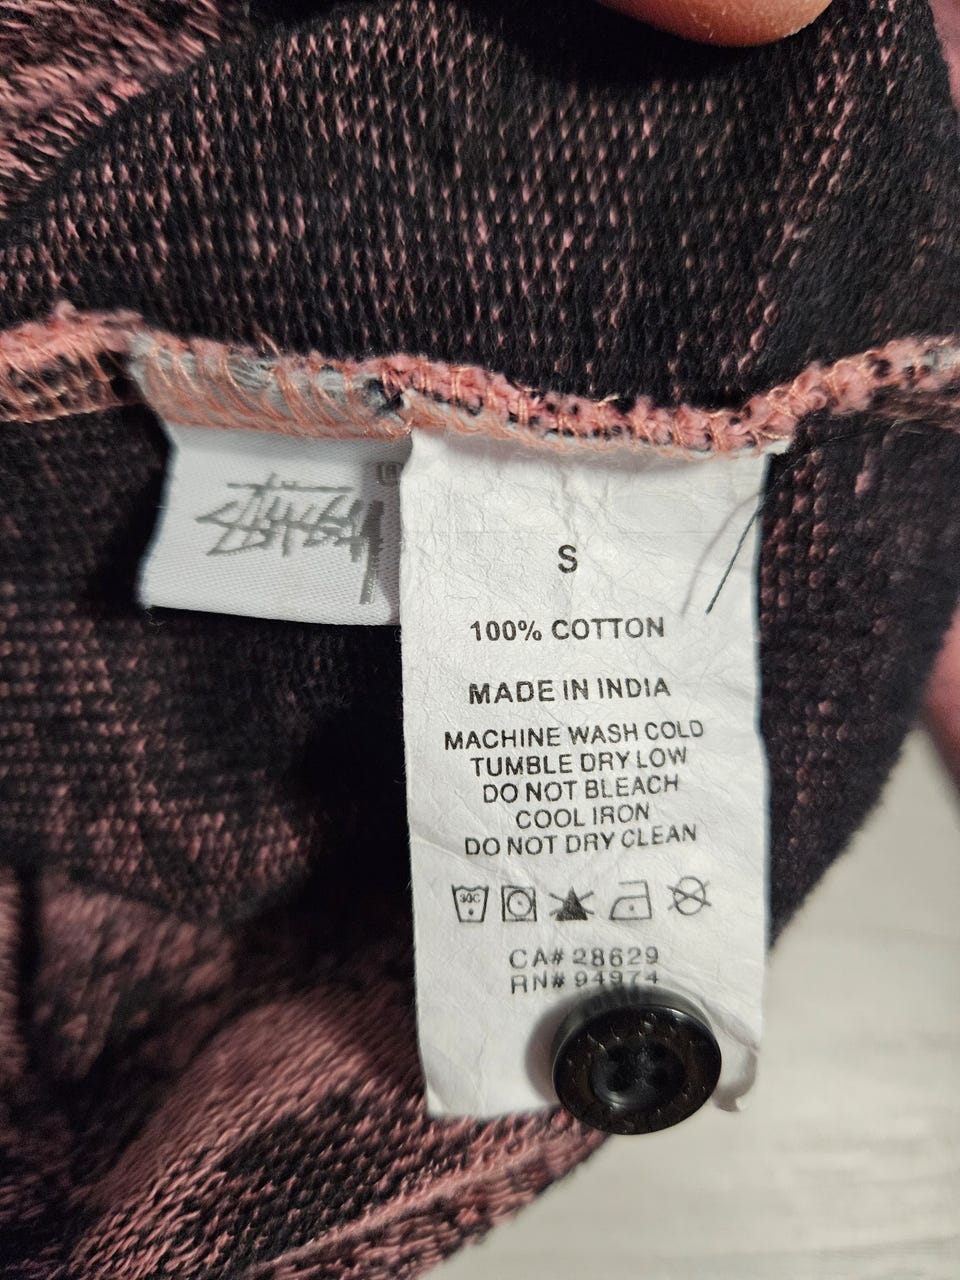 Stüssy
S
100% COTTON
MADE IN INDIA
MACHINE WASH COLD
TUMBLE DRY LOW
DO NOT BLEACH
COOL IRON
DO NOT DRY CLEAN
30C
CA# 28629
RN# 94974